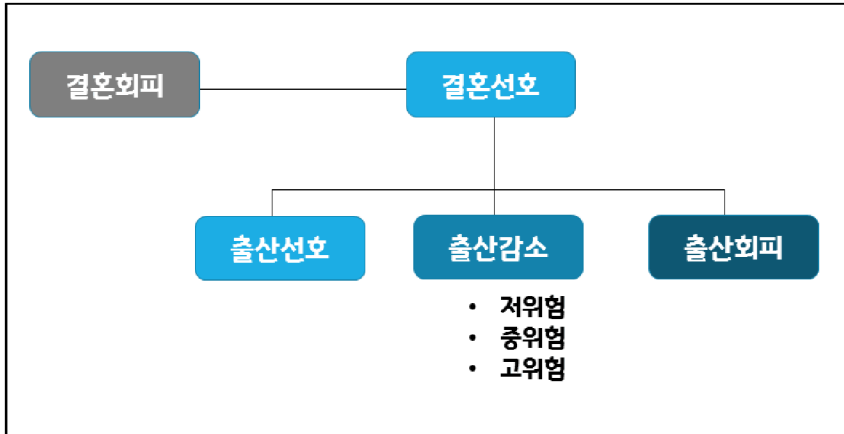 결혼회피
결혼선호
출산선호
출산감소
출산회피
• 저위험
• 중위험
• 고위험